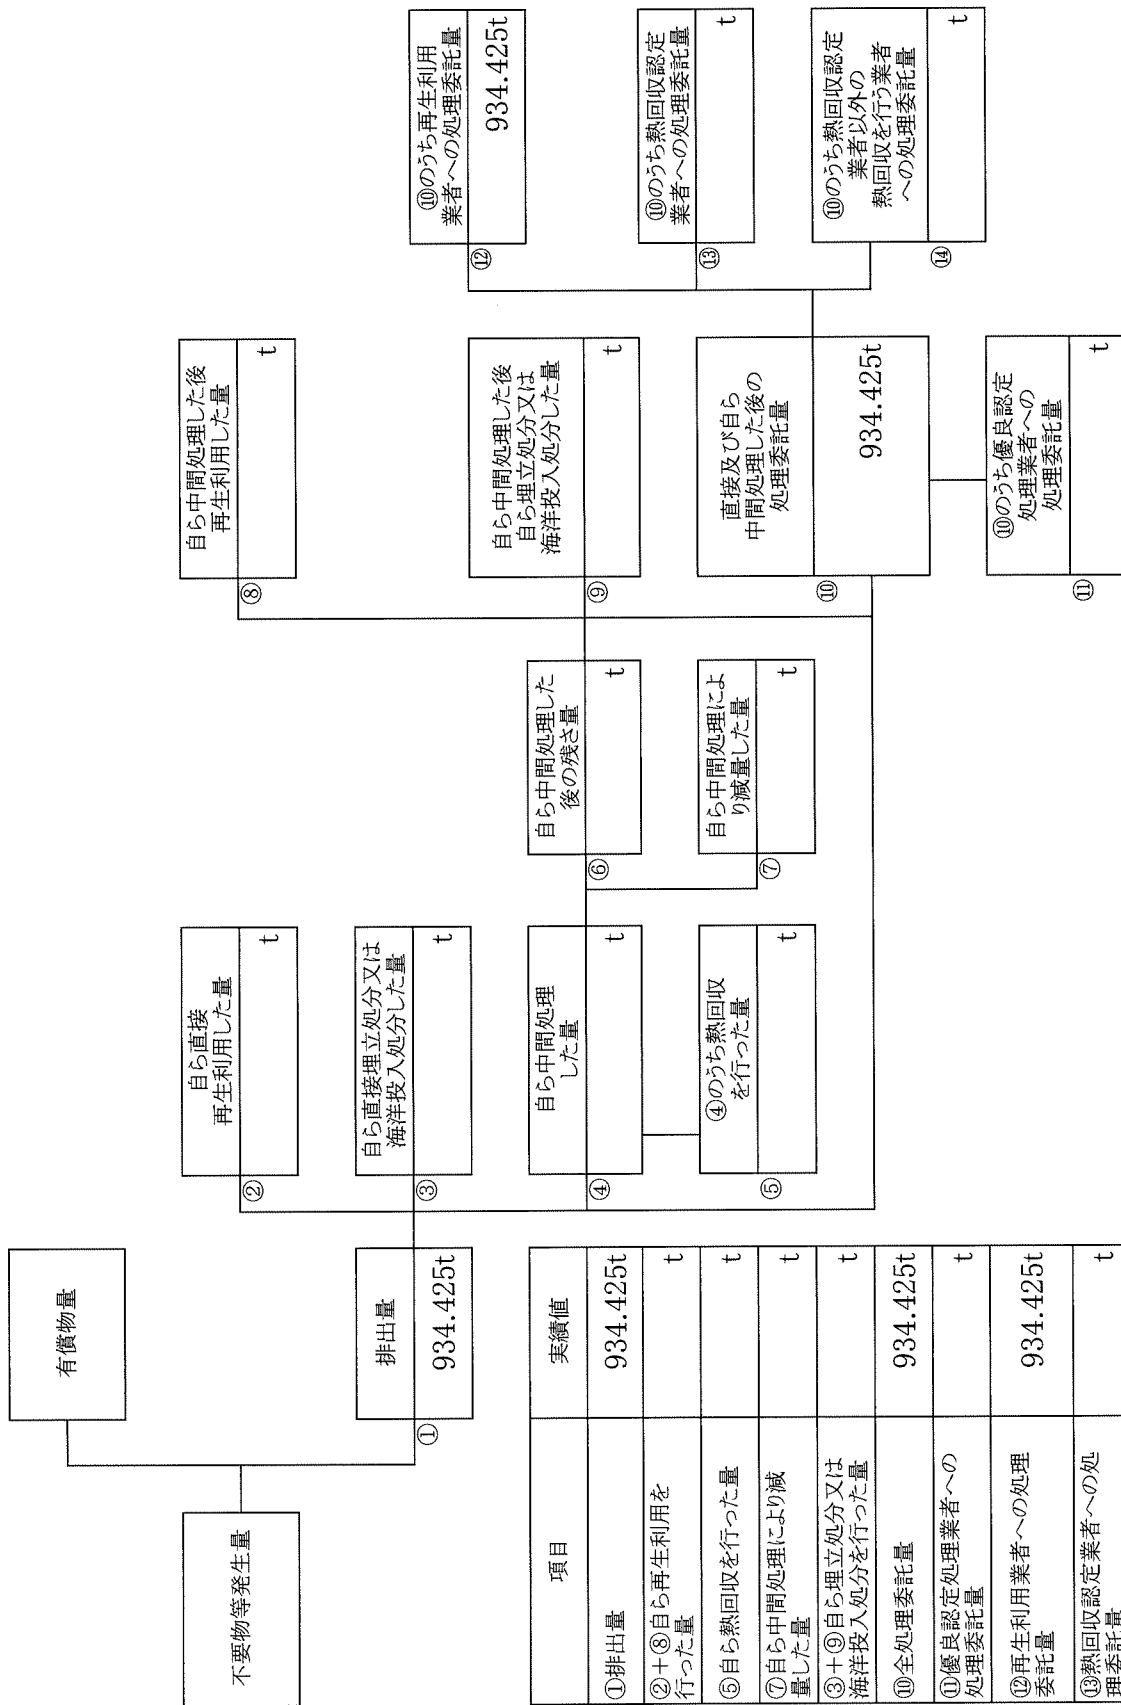 不要物等発生量
有償物量
排出量
①
934.425t
自ら直接
再生利用した量
②
t
自ら直接埋立処分又は
海洋投入処分した量
③
t
自ら中間処理
した量
④
t
④のうち熱回収
を行った量
⑤
t
自ら中間処理した
後の残さ量
⑥
t
自ら中間処理によ
り減量した量
⑦
t
自ら中間処理した後
再生利用した量
⑧
t
自ら中間処理した後
自ら埋立処分又は
海洋投入処分した量
⑨
t
直接及び自ら
中間処理した後の
処理委託量
⑩
934.425t
⑩のうち優良認定
処理業者への
処理委託量
⑪
t
⑩のうち再生利用
業者への処理委託量
⑫
934.425t
⑩のうち熱回収認定
業者への処理委託量
⑬
t
⑩のうち熱回収認定
業者以外の
熱回収を行う業者
への処理委託量
⑭
t
項目 実績値
①排出量 934.425t
②+⑧自ら再生利用を
行った量 t
⑤自ら熱回収を行った量 t
⑦自ら中間処理により減
量した量 t
③+⑨自ら埋立処分又は
海洋投入処分を行った量 t
⑩全処理委託量 934.425t
⑪優良認定処理業者への
処理委託量 t
⑫再生利用業者への処理
委託量 934.425t
⑬熱回収認定業者への処
理委託量 t